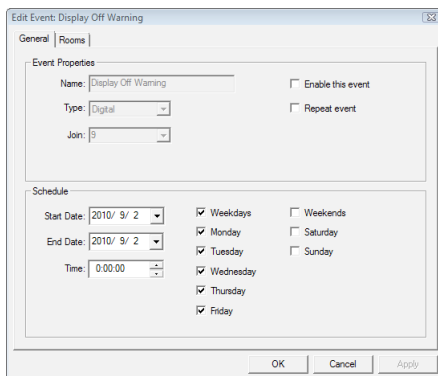 Edit Event: Display Off Warning
General Rooms
Event Properties
Name: Display Off Warning Enable this event
Type: Digital Repeat event
Join: 9
Schedule
Start Date: 2010/ 9/ 2 Weekdays Weekends
Monday Saturday
End Date: 2010/ 9/ 2 Tuesday Sunday
Time: 0:00:00 Wednesday
Thursday
Friday
OK Cancel Apply